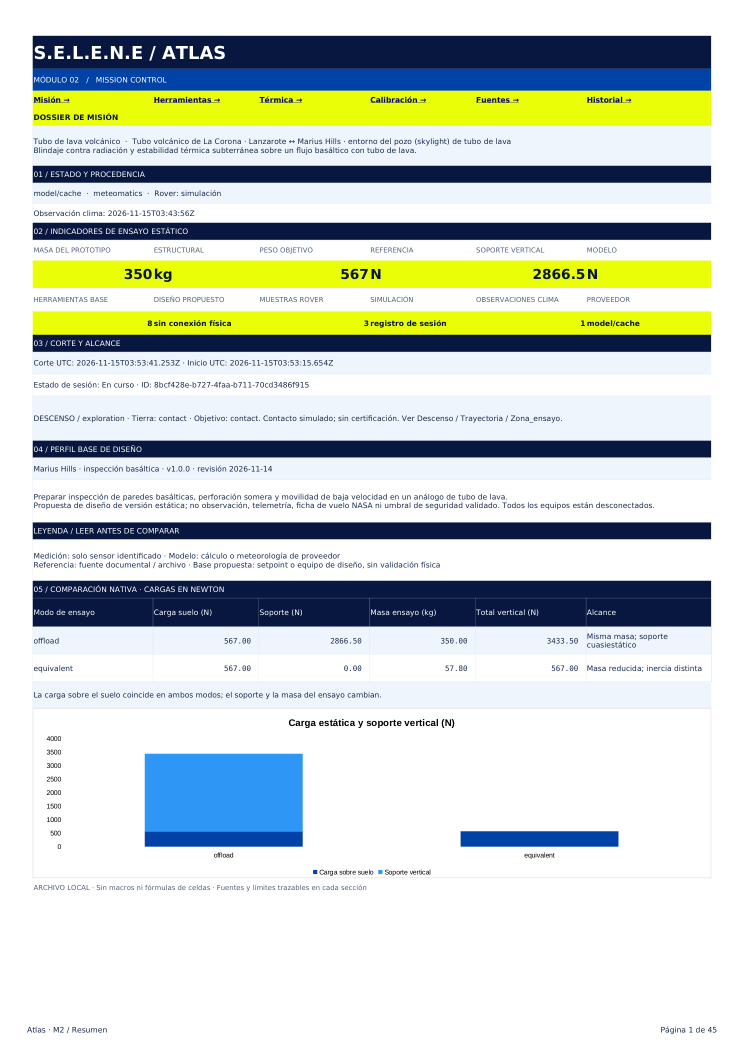 S.E.L.E.N.E / ATLAS
MÓDULO 02 / MISSION CONTROL
Misión → Herramientas → Térmica → Calibración → Fuentes → Historial →
DOSSIER DE MISIÓN
Tubo de lava volcánico · Tubo volcánico de La Corona · Lanzarote ↔ Marius Hills · entorno del pozo (skylight) de tubo de lava
Blindaje contra radiación y estabilidad térmica subterránea sobre un flujo basáltico con tubo de lava.
01 / ESTADO Y PROCEDENCIA
model/cache · meteomatics · Rover: simulación
Observación clima: 2026-11-15T03:43:56Z
02 / INDICADORES DE ENSAYO ESTÁTICO
MASA DEL PROTOTIPO ESTRUCTURAL PESO OBJETIVO REFERENCIA SOPORTE VERTICAL MODELO
350 kg 567 N 2866.5 N
HERRAMIENTAS BASE DISEÑO PROPUESTO MUESTRAS ROVER SIMULACIÓN OBSERVACIONES CLIMA PROVEEDOR
8 sin conexión física 3 registro de sesión 1 model/cache
03 / CORTE Y ALCANCE
Corte UTC: 2026-11-15T03:53:41.253Z · Inicio UTC: 2026-11-15T03:53:15.654Z
Estado de sesión: En curso · ID: 8bcf428e-b727-4faa-b711-70cd3486f915
DESCENSO / exploration · Tierra: contact · Objetivo: contact. Contacto simulado; sin certificación. Ver Descenso / Trayectoria / Zona_ensayo.
04 / PERFIL BASE DE DISEÑO
Marius Hills · inspección basáltica · v1.0.0 · revisión 2026-11-14
Preparar inspección de paredes basálticas, perforación somera y movilidad de baja velocidad en un análogo de tubo de lava.
Propuesta de diseño de versión estática; no observación, telemetría, ficha de vuelo NASA ni umbral de seguridad validado. Todos los equipos están desconectados.
LEYENDA / LEER ANTES DE COMPARAR
Medición: solo sensor identificado · Modelo: cálculo o meteorología de proveedor
Referencia: fuente documental / archivo · Base propuesta: setpoint o equipo de diseño, sin validación física
05 / COMPARACIÓN NATIVA · CARGAS EN NEWTON
Modo de ensayo Carga suelo (N) Soporte (N) Masa ensayo (kg) Total vertical (N) Alcance
offload 567.00 2866.50 350.00 3433.50 Misma masa; soporte
cuasiestático
equivalent 567.00 0.00 57.80 567.00 Masa reducida; inercia distinta
La carga sobre el suelo coincide en ambos modos; el soporte y la masa del ensayo cambian.
Carga estática y soporte vertical (N)
4000
3500
3000
2500
2000
1500
1000
500
0
offload equivalent
Carga sobre suelo Soporte vertical
ARCHIVO LOCAL · Sin macros ni fórmulas de celdas · Fuentes y límites trazables en cada sección
Atlas · M2 / Resumen Página 1 de 45